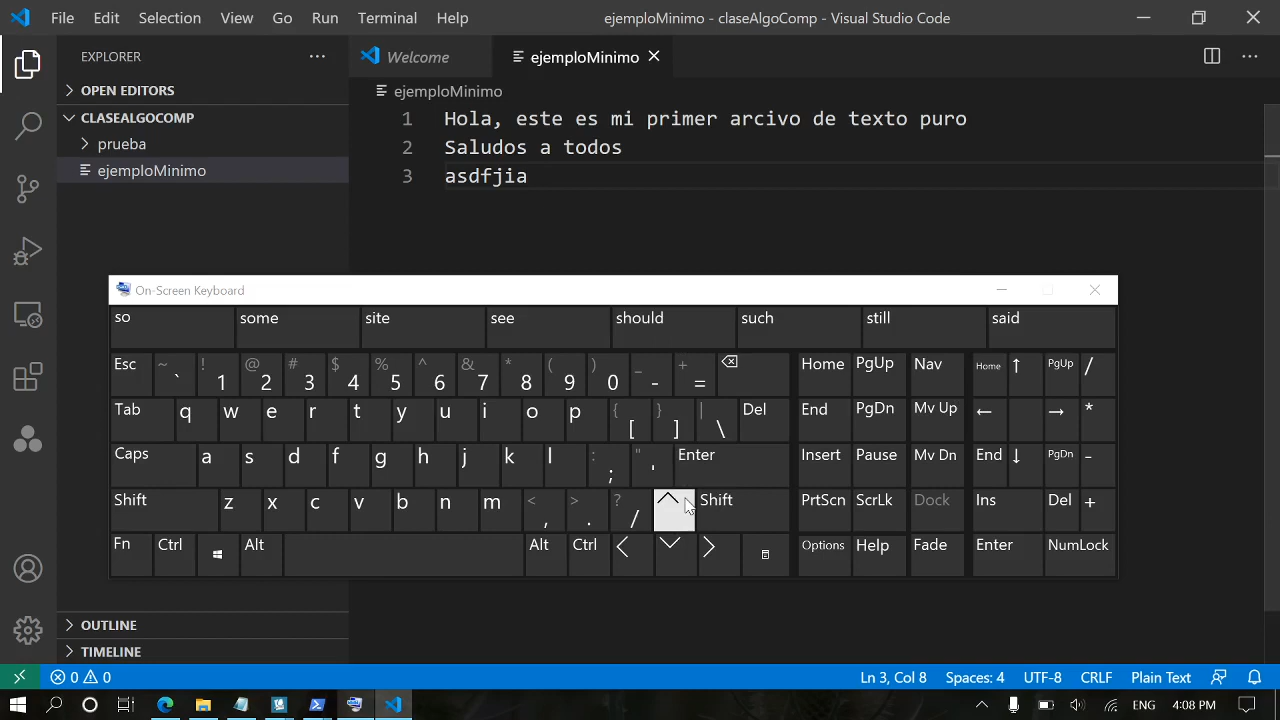 File Edit Selection View Go Run Terminal Help ejemploMinimo - claseAlgoComp - Visual Studio Code
EXPLORER ... Welcome ejemploMinimo
OPEN EDITORS ejemploMinimo
CLASEALGOCOMP
prueba
ejemploMinimo
1 Hola, este es mi primer arcivo de texto puro
2 Saludos a todos
3 asdfjia
On-Screen Keyboard
so some site see should such still said
Esc ~ ` ! 1 @ 2 # 3 $ 4 % 5 ^ 6 & 7 * 8 ( 9 ) 0 _ - + = Home PgUp Nav Home ↑ PgUp /
Tab q w e r t y u i o p { [ } ] | \ Del End PgDn Mv Up ← → *
Caps a s d f g h j k l : ; " ' Enter Insert Pause Mv Dn End ↓ PgDn -
Shift z x c v b n m < , > . ? / Shift PrtScn ScrLk Dock Ins Del +
Fn Ctrl Alt Alt Ctrl Options Help Fade Enter NumLock
OUTLINE
TIMELINE
0 0 Ln 3, Col 8 Spaces: 4 UTF-8 CRLF Plain Text
ENG 4:08 PM